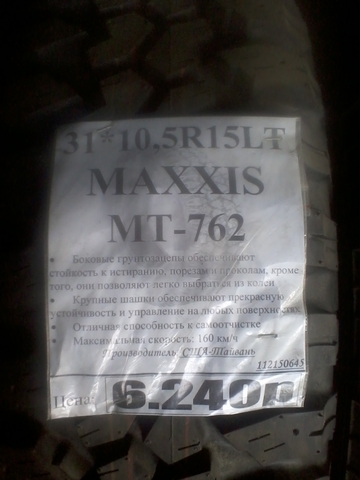 31*10,5R15LT
MAXXIS
MT-762
• Боковые грунтозацепы обеспечивают
стойкость к истиранию, порезам и проколам, кроме
того, они позволяют легко выбраться из колеи
• Крупные шашки обеспечивают прекрасную
устойчивость и управление на любых поверхностях
• Отличная способность к самоотчистке
• Максимальная скорость: 160 км/ч
Производитель: США-Тайвань
112150645
Цена: 6.240р